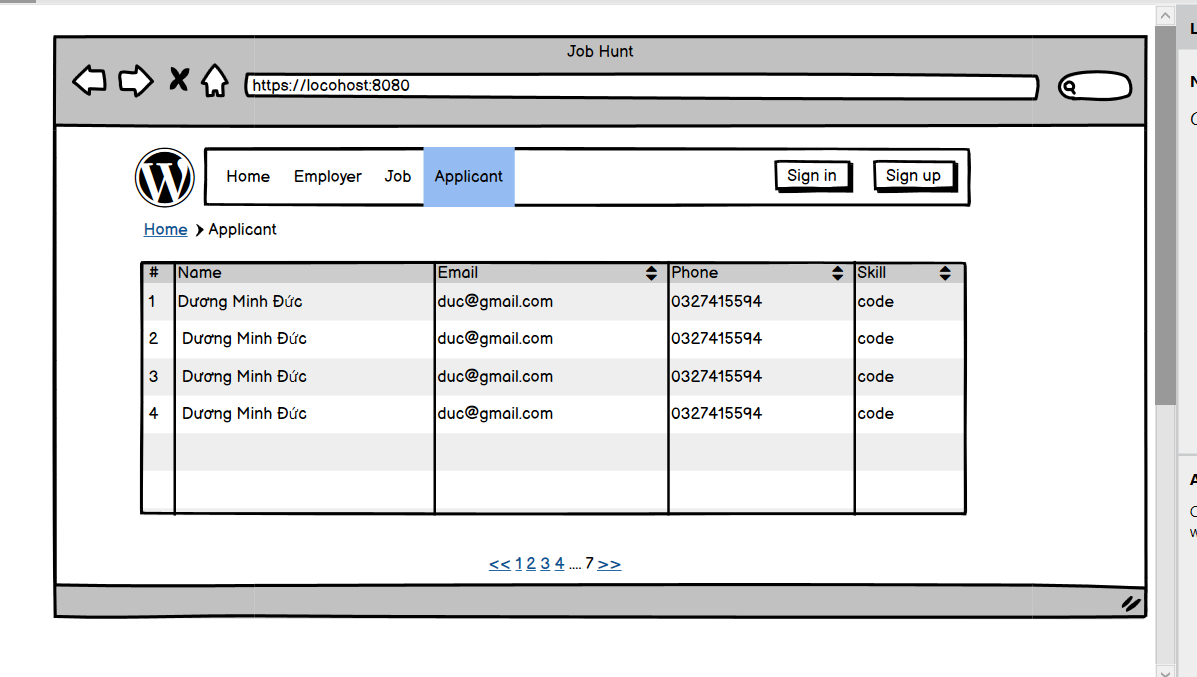 Job Hunt
https://locohost:8080
Home Employer Job Applicant Sign in Sign up
Home > Applicant
# Name Email Phone Skill
1 Dương Minh Đức duc@gmail.com 0327415594 code
2 Dương Minh Đức duc@gmail.com 0327415594 code
3 Dương Minh Đức duc@gmail.com 0327415594 code
4 Dương Minh Đức duc@gmail.com 0327415594 code
<< 1 2 3 4 .... 7 >>